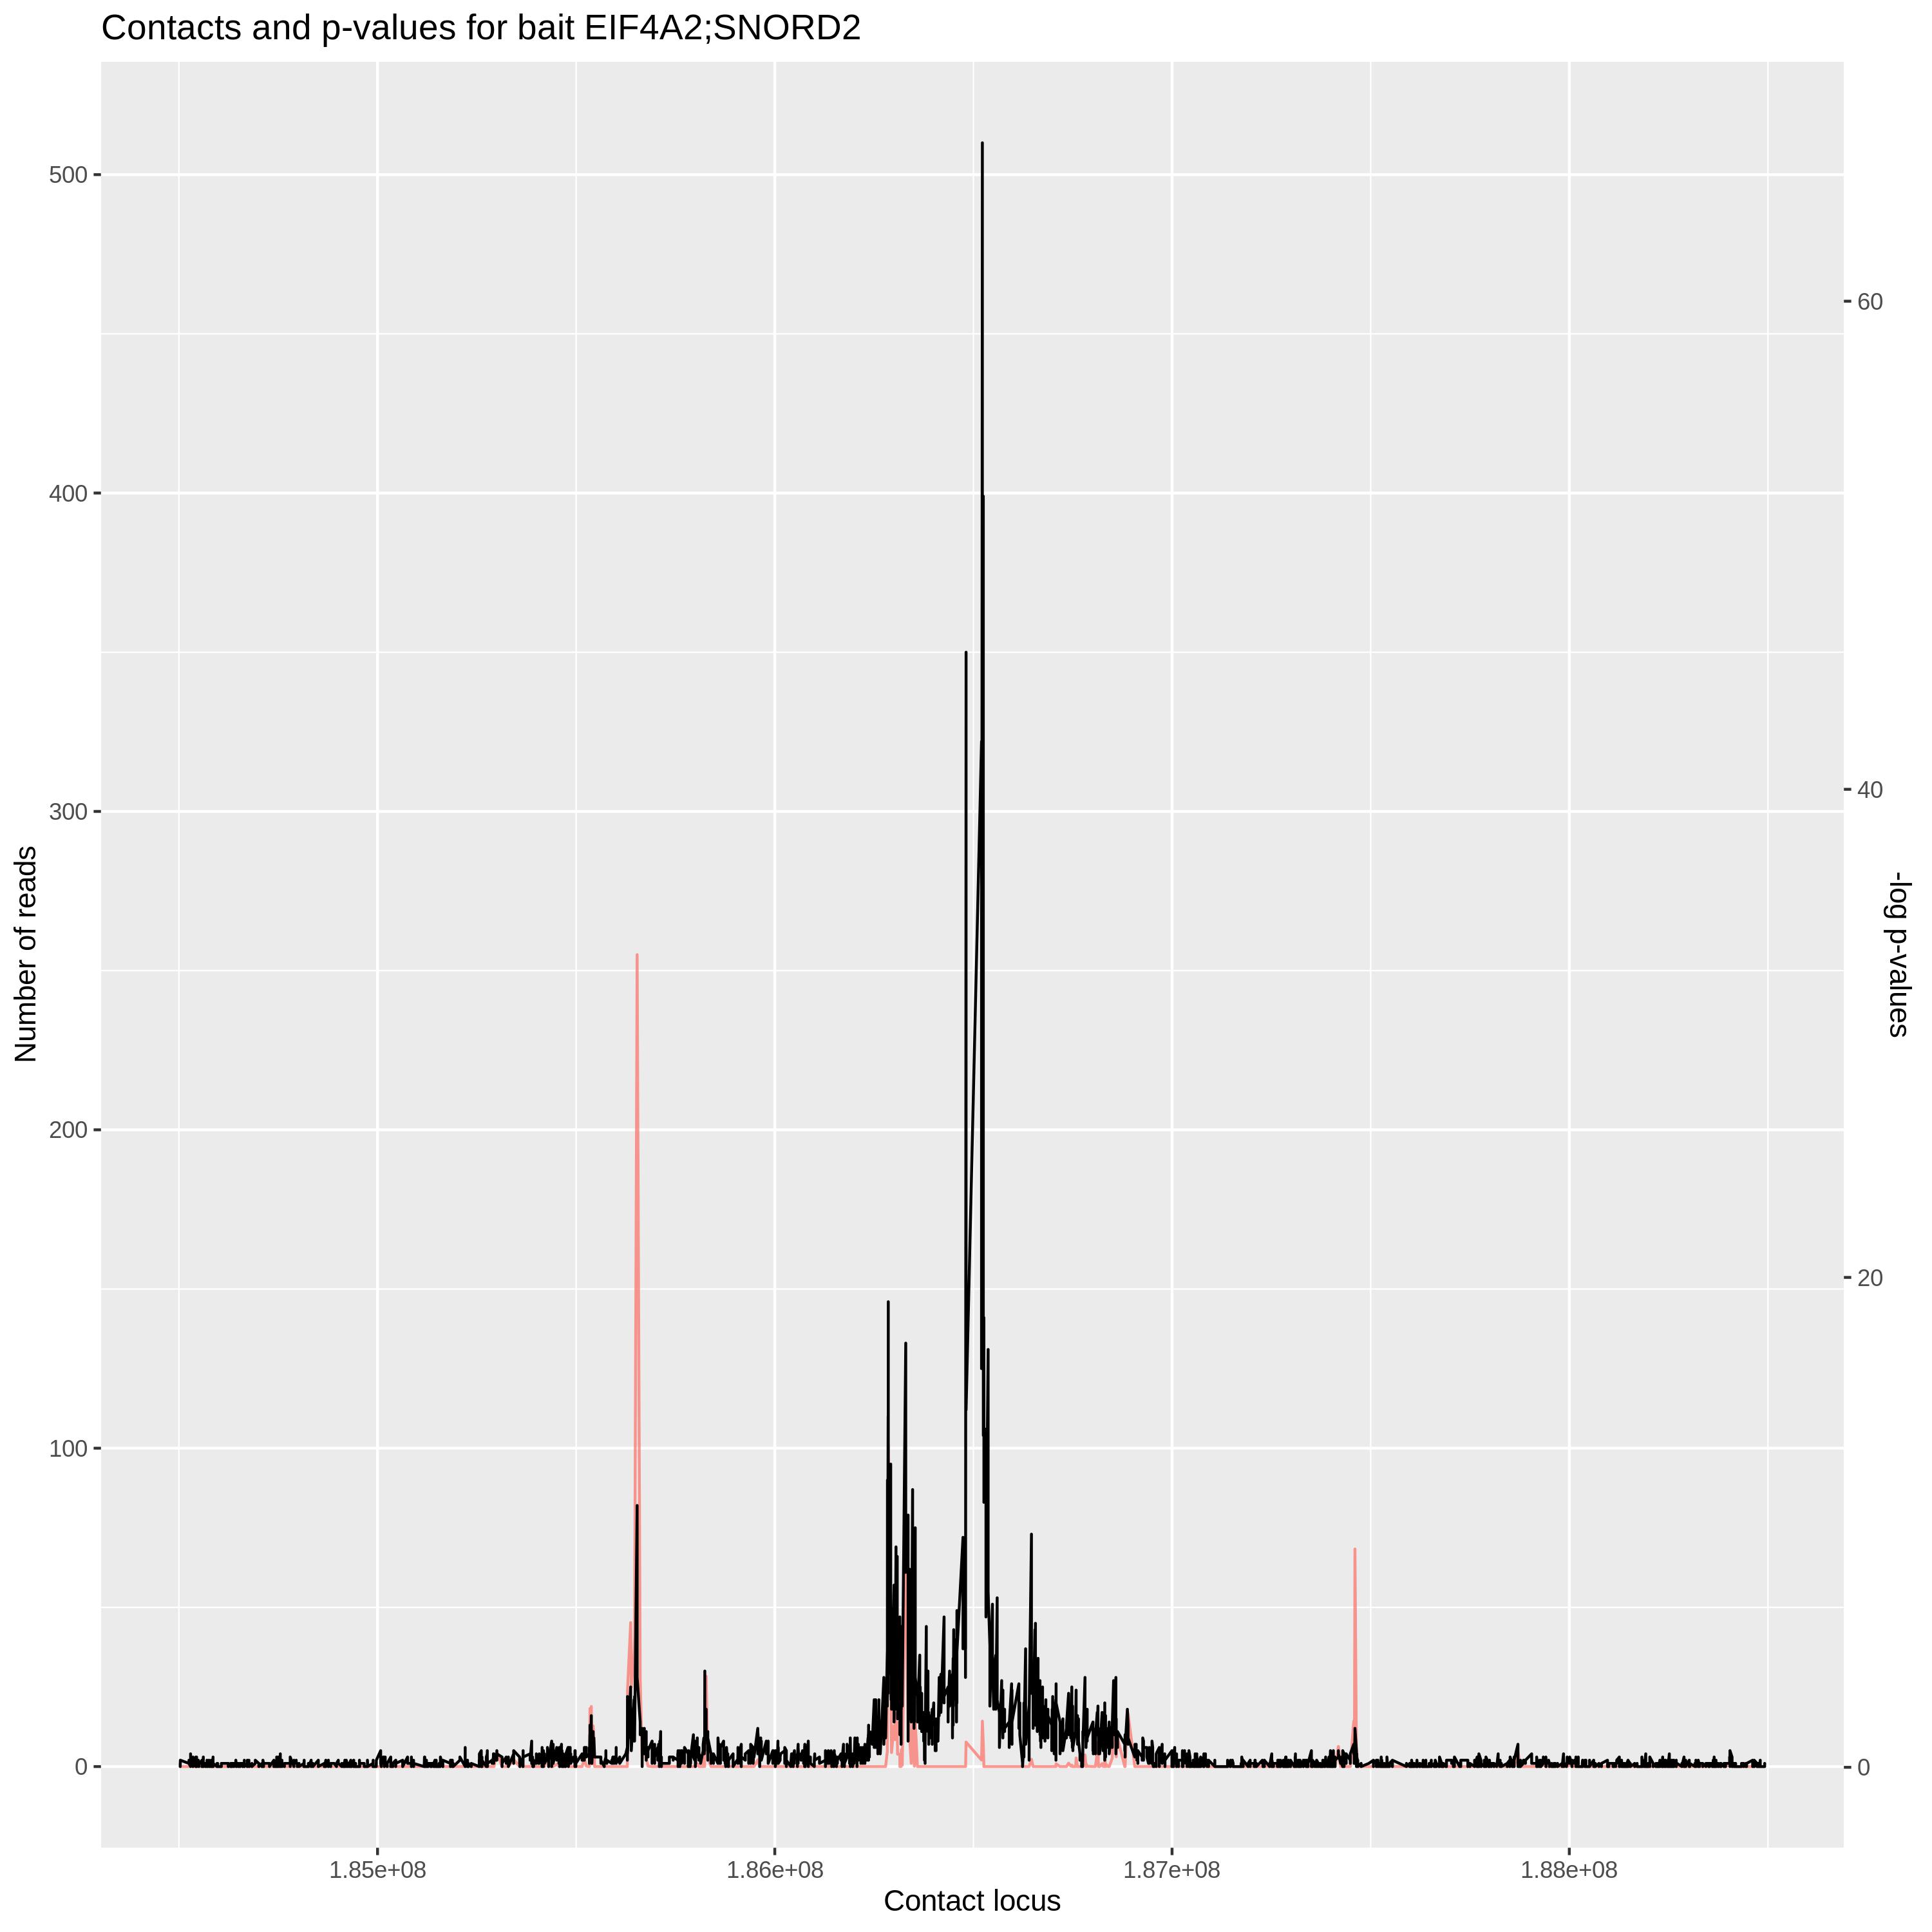 Contacts and p-values for bait EIF4A2;SNORD2
500
400
300
200
100
0
Number of reads
60
40
20
0
-log p-values
1.85e+08
1.86e+08
1.87e+08
1.88e+08
Contact locus